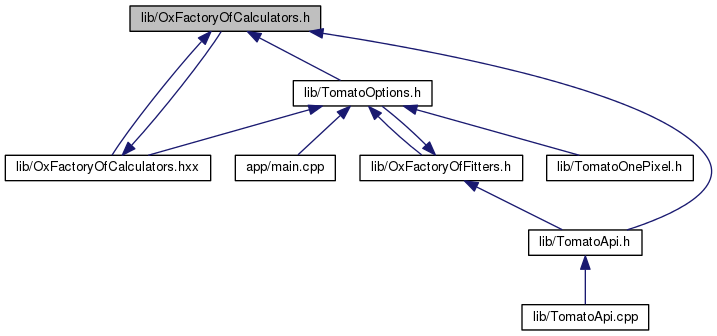 lib/OxFactoryOfCalculators.h
lib/TomatoOptions.h
lib/OxFactoryOfCalculators.hxx
app/main.cpp
lib/OxFactoryOfFitters.h
lib/TomatoOnePixel.h
lib/TomatoApi.h
lib/TomatoApi.cpp